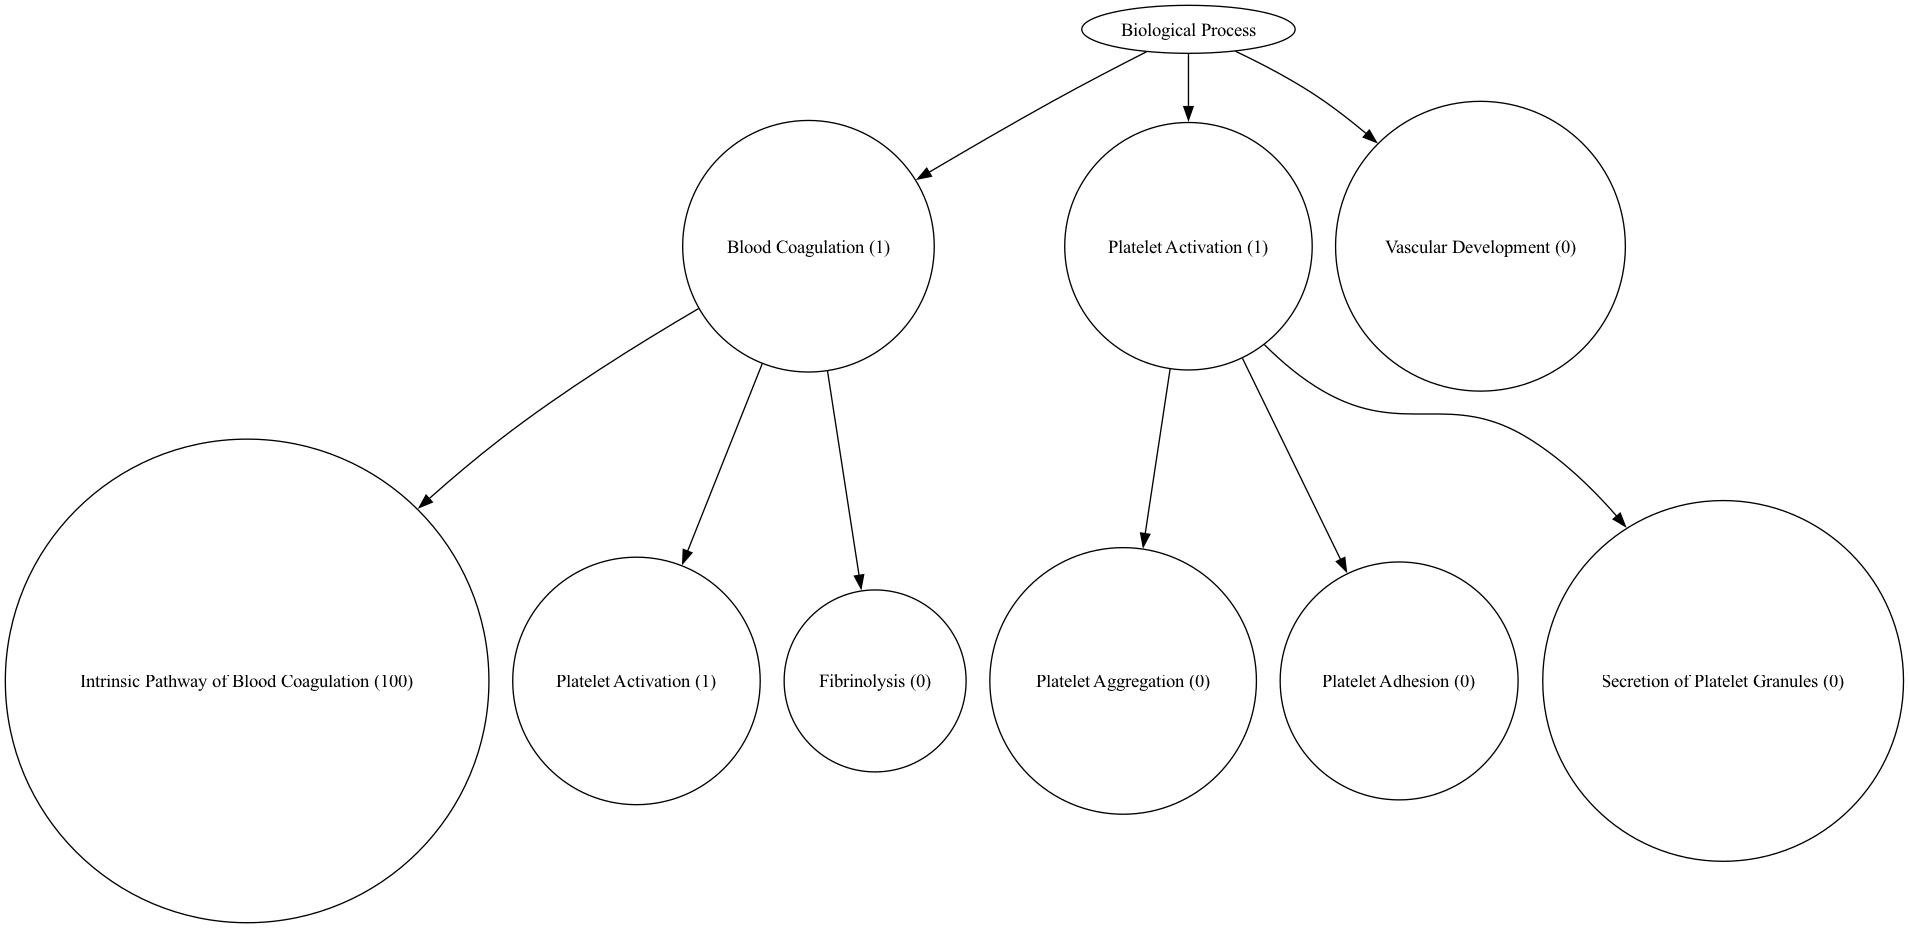 Biological Process
Blood Coagulation (1)
Platelet Activation (1)
Vascular Development (0)
Intrinsic Pathway of Blood Coagulation (100)
Platelet Activation (1)
Fibrinolysis (0)
Platelet Aggregation (0)
Platelet Adhesion (0)
Secretion of Platelet Granules (0)